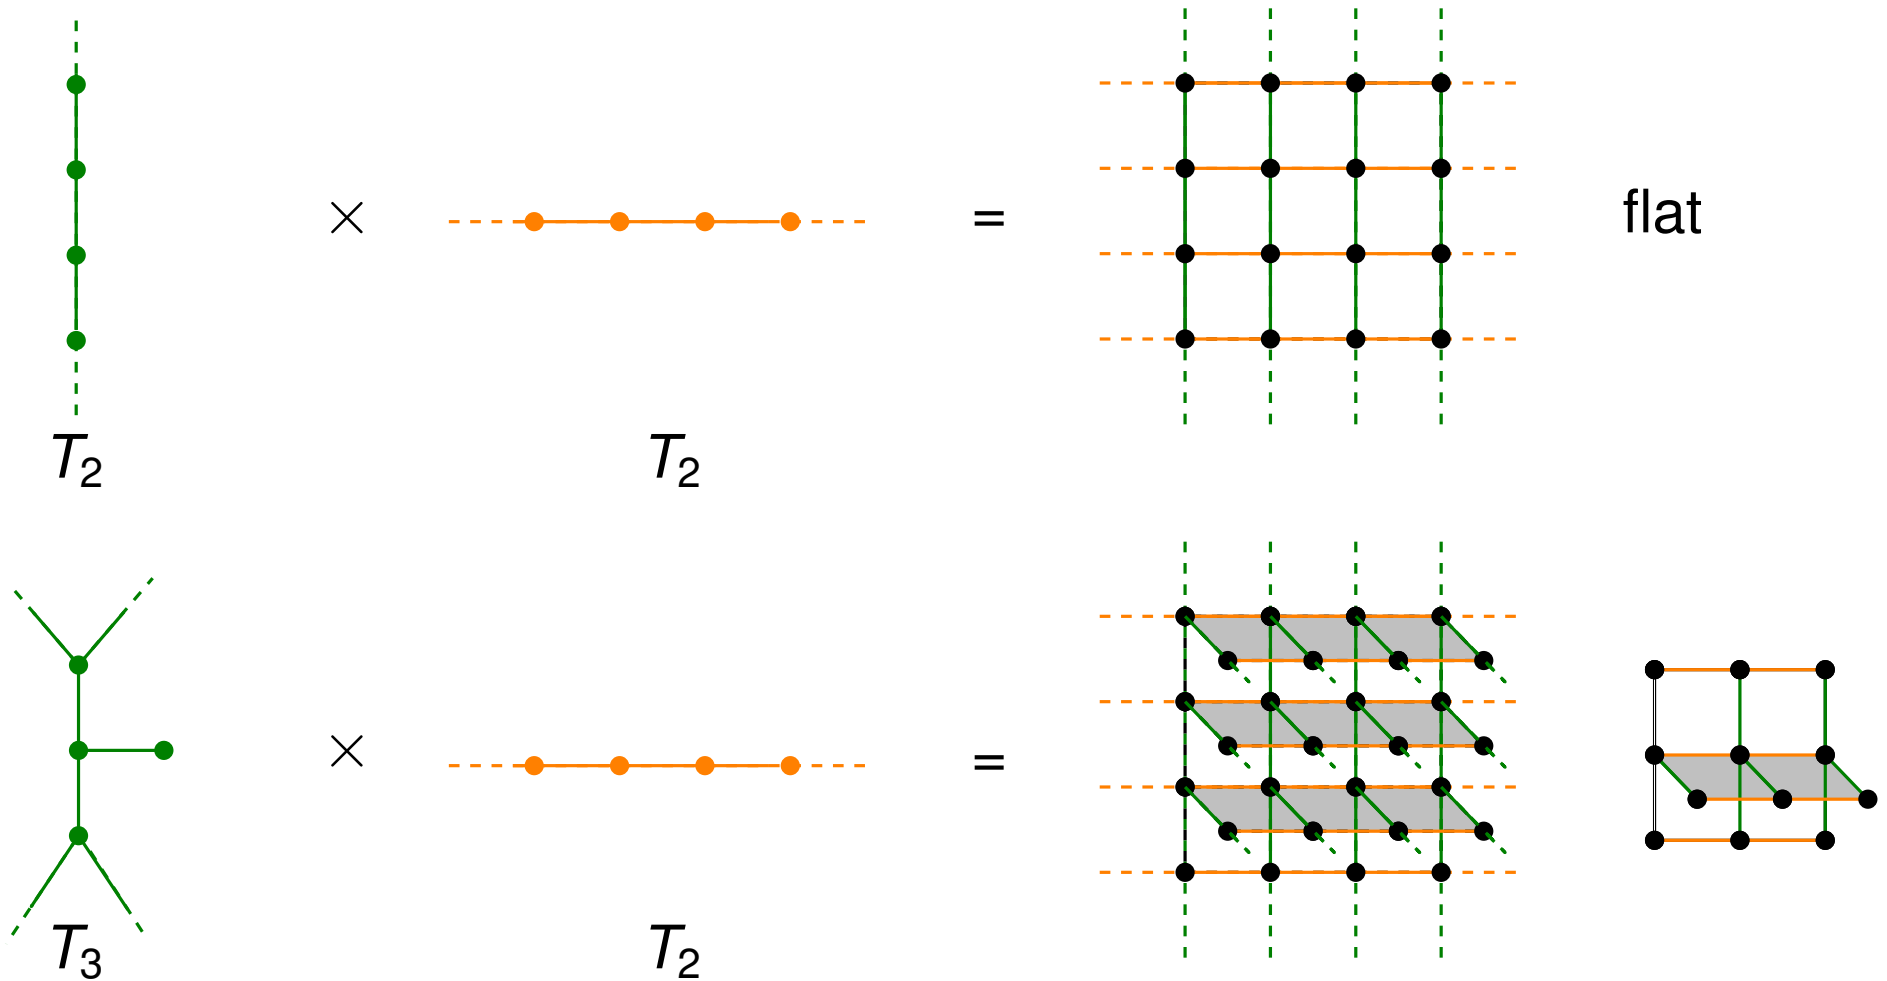 × = flat
T₂ T₂
× =
T₃ T₂